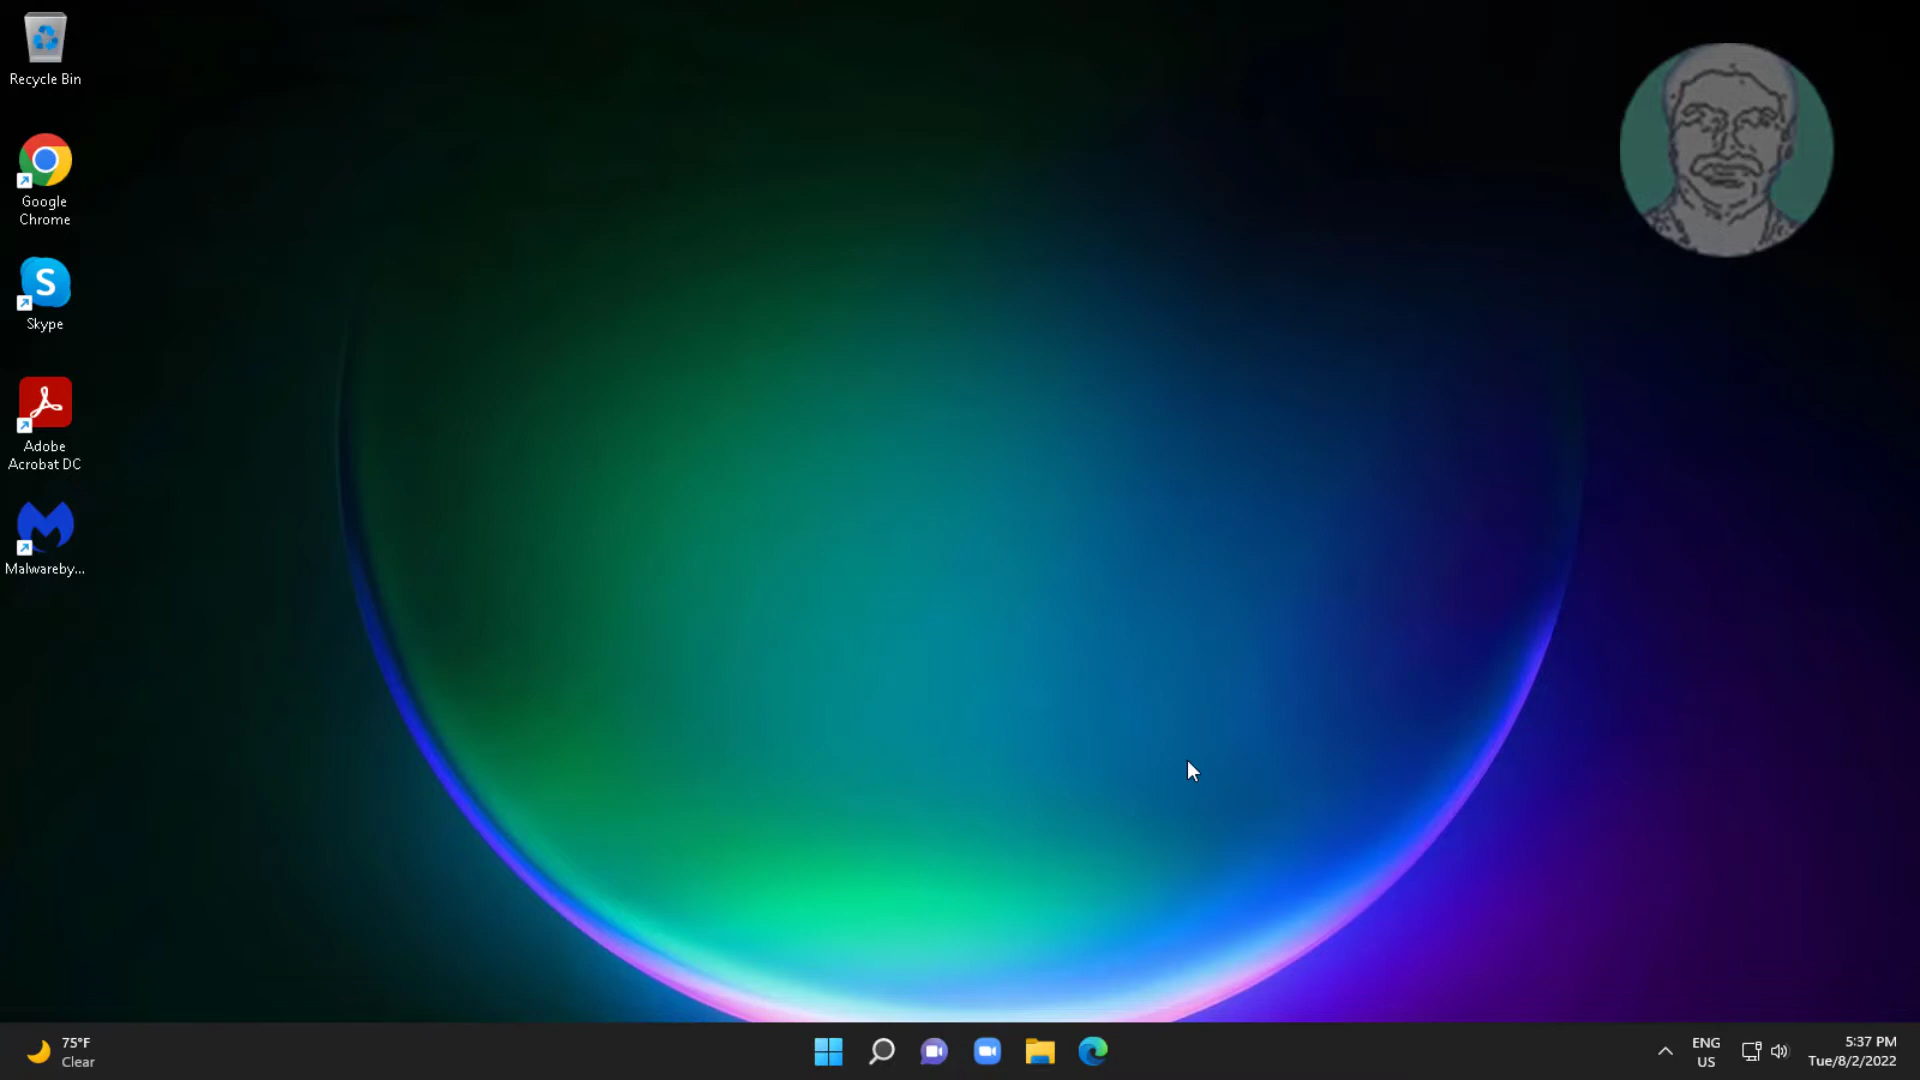 Recycle Bin
Google
Chrome
S
Skype
Adobe
Acrobat DC
Malwareby...
75°F
Clear
ENG
US
5:37 PM
Tue/8/2/2022